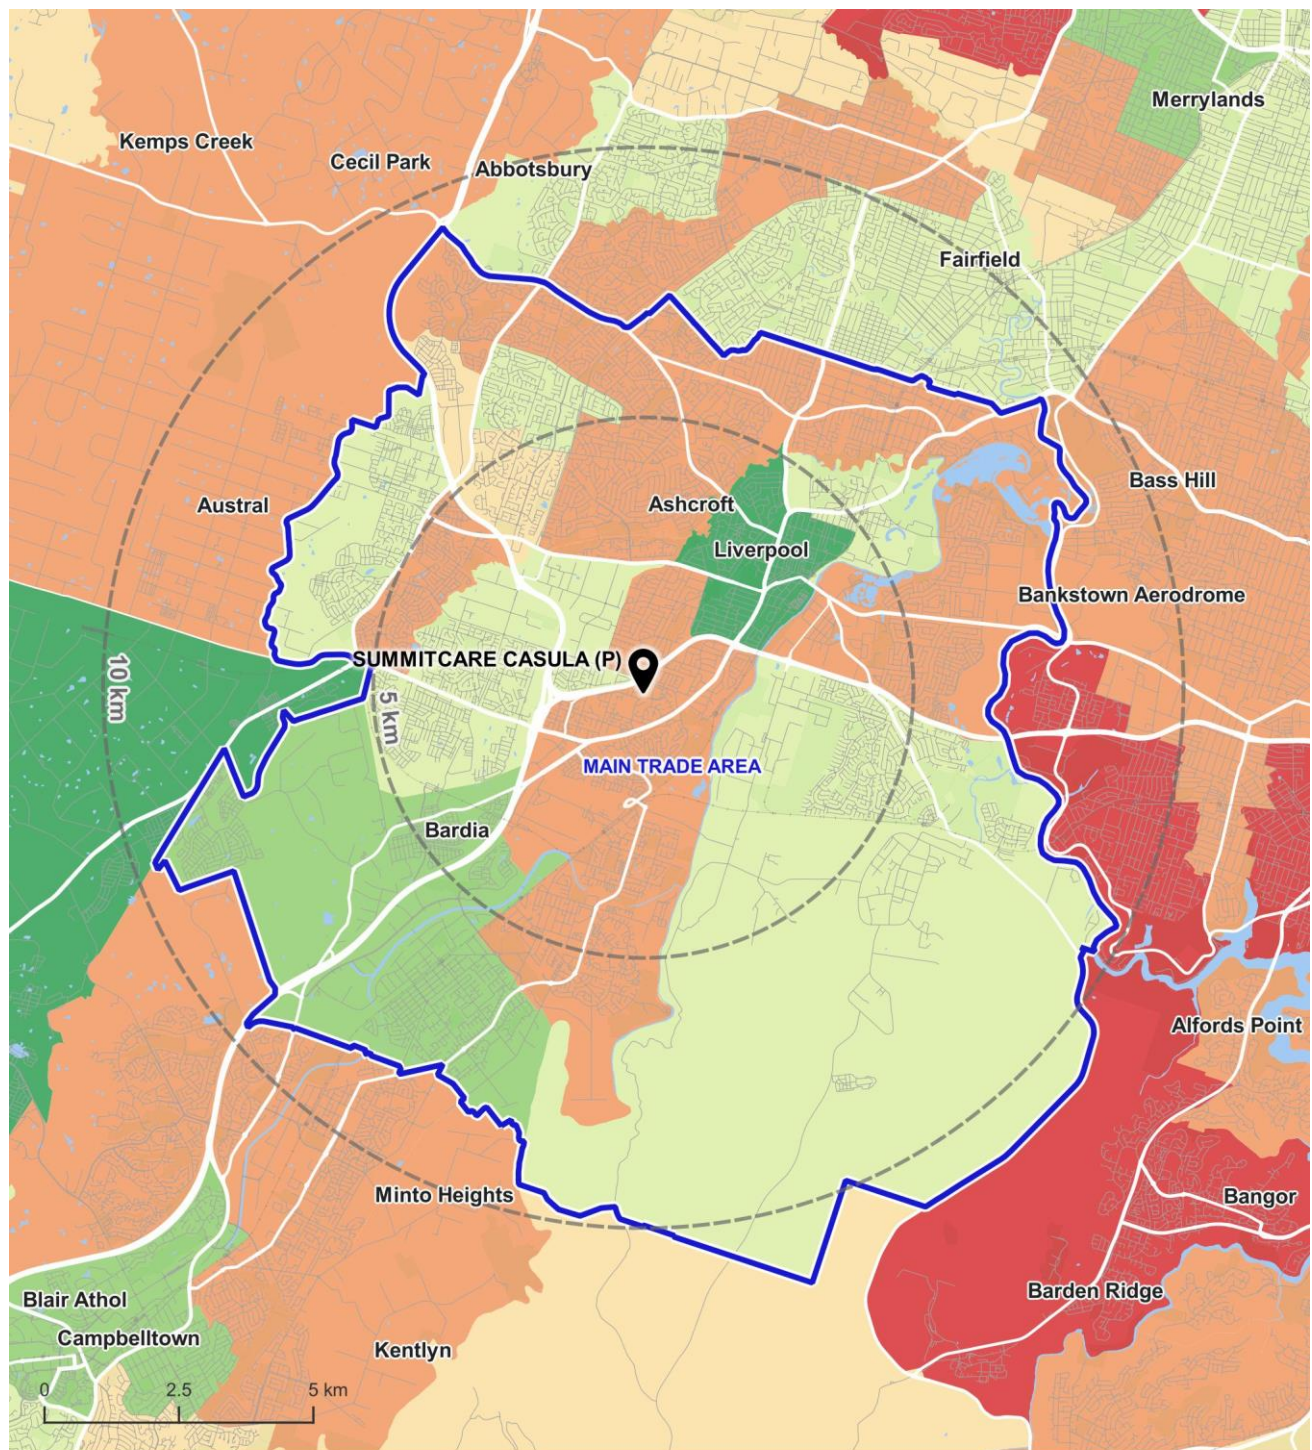 Merrylands
Kemps Creek
Cecil Park
Abbotsbury
Fairfield
Bass Hill
Austral
Ashcroft
Liverpool
Bankstown Aerodrome
SUMMITCARE CASULA (P)
10 km
5 km
MAIN TRADE AREA
Bardia
Alfords Point
Minto Heights
Bangor
Barden Ridge
Blair Athol
Campbelltown
Kentlyn
0 2.5 5 km